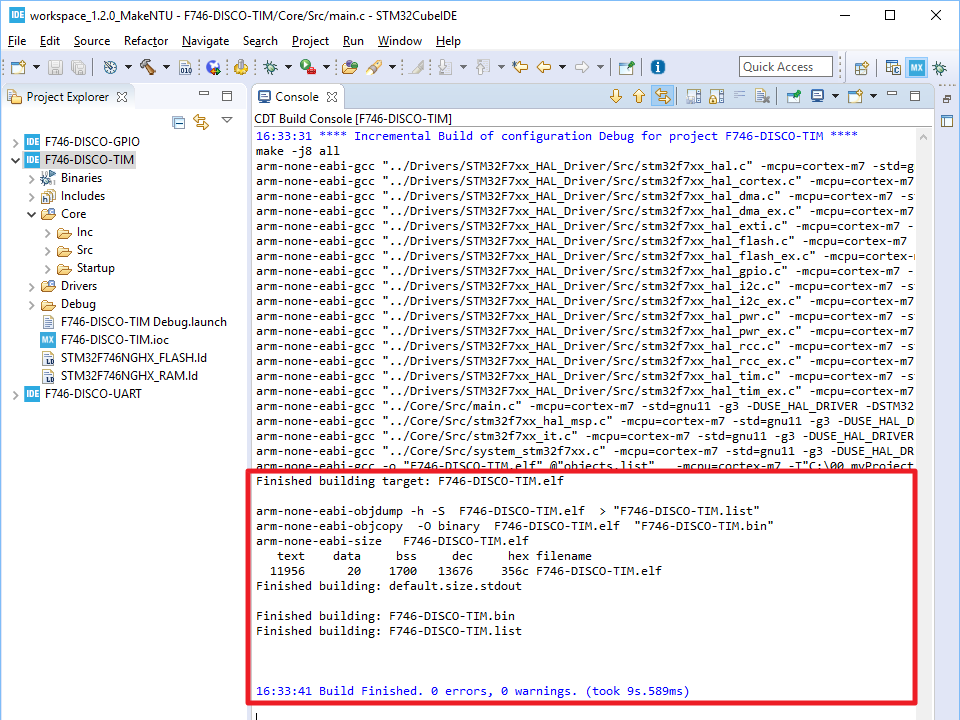 workspace_1.2.0_MakeNTU - F746-DISCO-TIM/Core/Src/main.c - STM32CubeIDE
File Edit Source Refactor Navigate Search Project Run Window Help
Quick Access
Project Explorer
F746-DISCO-GPIO
F746-DISCO-TIM
Binaries
Includes
Core
Inc
Src
Startup
Drivers
Debug
F746-DISCO-TIM Debug.launch
F746-DISCO-TIM.ioc
STM32F746NGHX_FLASH.ld
STM32F746NGHX_RAM.ld
F746-DISCO-UART
Console
CDT Build Console [F746-DISCO-TIM]
16:33:31 **** Incremental Build of configuration Debug for project F746-DISCO-TIM ****
make -j8 all
arm-none-eabi-gcc "../Drivers/STM32F7xx_HAL_Driver/Src/stm32f7xx_hal.c" -mcpu=cortex-m7 -std=g
arm-none-eabi-gcc "../Drivers/STM32F7xx_HAL_Driver/Src/stm32f7xx_hal_cortex.c" -mcpu=cortex-m7
arm-none-eabi-gcc "../Drivers/STM32F7xx_HAL_Driver/Src/stm32f7xx_hal_dma.c" -mcpu=cortex-m7 -s
arm-none-eabi-gcc "../Drivers/STM32F7xx_HAL_Driver/Src/stm32f7xx_hal_dma_ex.c" -mcpu=cortex-m7
arm-none-eabi-gcc "../Drivers/STM32F7xx_HAL_Driver/Src/stm32f7xx_hal_exti.c" -mcpu=cortex-m7 -
arm-none-eabi-gcc "../Drivers/STM32F7xx_HAL_Driver/Src/stm32f7xx_hal_flash.c" -mcpu=cortex-m7
arm-none-eabi-gcc "../Drivers/STM32F7xx_HAL_Driver/Src/stm32f7xx_hal_flash_ex.c" -mcpu=cortex-
arm-none-eabi-gcc "../Drivers/STM32F7xx_HAL_Driver/Src/stm32f7xx_hal_gpio.c" -mcpu=cortex-m7 -
arm-none-eabi-gcc "../Drivers/STM32F7xx_HAL_Driver/Src/stm32f7xx_hal_i2c.c" -mcpu=cortex-m7 -s
arm-none-eabi-gcc "../Drivers/STM32F7xx_HAL_Driver/Src/stm32f7xx_hal_i2c_ex.c" -mcpu=cortex-m7
arm-none-eabi-gcc "../Drivers/STM32F7xx_HAL_Driver/Src/stm32f7xx_hal_pwr.c" -mcpu=cortex-m7 -s
arm-none-eabi-gcc "../Drivers/STM32F7xx_HAL_Driver/Src/stm32f7xx_hal_pwr_ex.c" -mcpu=cortex-m7
arm-none-eabi-gcc "../Drivers/STM32F7xx_HAL_Driver/Src/stm32f7xx_hal_rcc.c" -mcpu=cortex-m7 -s
arm-none-eabi-gcc "../Drivers/STM32F7xx_HAL_Driver/Src/stm32f7xx_hal_rcc_ex.c" -mcpu=cortex-m7
arm-none-eabi-gcc "../Drivers/STM32F7xx_HAL_Driver/Src/stm32f7xx_hal_tim.c" -mcpu=cortex-m7 -s
arm-none-eabi-gcc "../Drivers/STM32F7xx_HAL_Driver/Src/stm32f7xx_hal_tim_ex.c" -mcpu=cortex-m7
arm-none-eabi-gcc "../Core/Src/main.c" -mcpu=cortex-m7 -std=gnu11 -g3 -DUSE_HAL_DRIVER -DSTM32
arm-none-eabi-gcc "../Core/Src/stm32f7xx_hal_msp.c" -mcpu=cortex-m7 -std=gnu11 -g3 -DUSE_HAL_D
arm-none-eabi-gcc "../Core/Src/stm32f7xx_it.c" -mcpu=cortex-m7 -std=gnu11 -g3 -DUSE_HAL_DRIVER
arm-none-eabi-gcc "../Core/Src/system_stm32f7xx.c" -mcpu=cortex-m7 -std=gnu11 -g3 -DUSE_HAL_DR
arm-none-eabi-gcc -o "F746-DISCO-TIM.elf" @"objects.list" -mcpu=cortex-m7 -T"C:\00_myProject
Finished building target: F746-DISCO-TIM.elf
arm-none-eabi-objdump -h -S F746-DISCO-TIM.elf > "F746-DISCO-TIM.list"
arm-none-eabi-objcopy -O binary F746-DISCO-TIM.elf "F746-DISCO-TIM.bin"
arm-none-eabi-size F746-DISCO-TIM.elf
text data bss dec hex filename
11956 20 1700 13676 356c F746-DISCO-TIM.elf
Finished building: default.size.stdout
Finished building: F746-DISCO-TIM.bin
Finished building: F746-DISCO-TIM.list
16:33:41 Build Finished. 0 errors, 0 warnings. (took 9s.589ms)